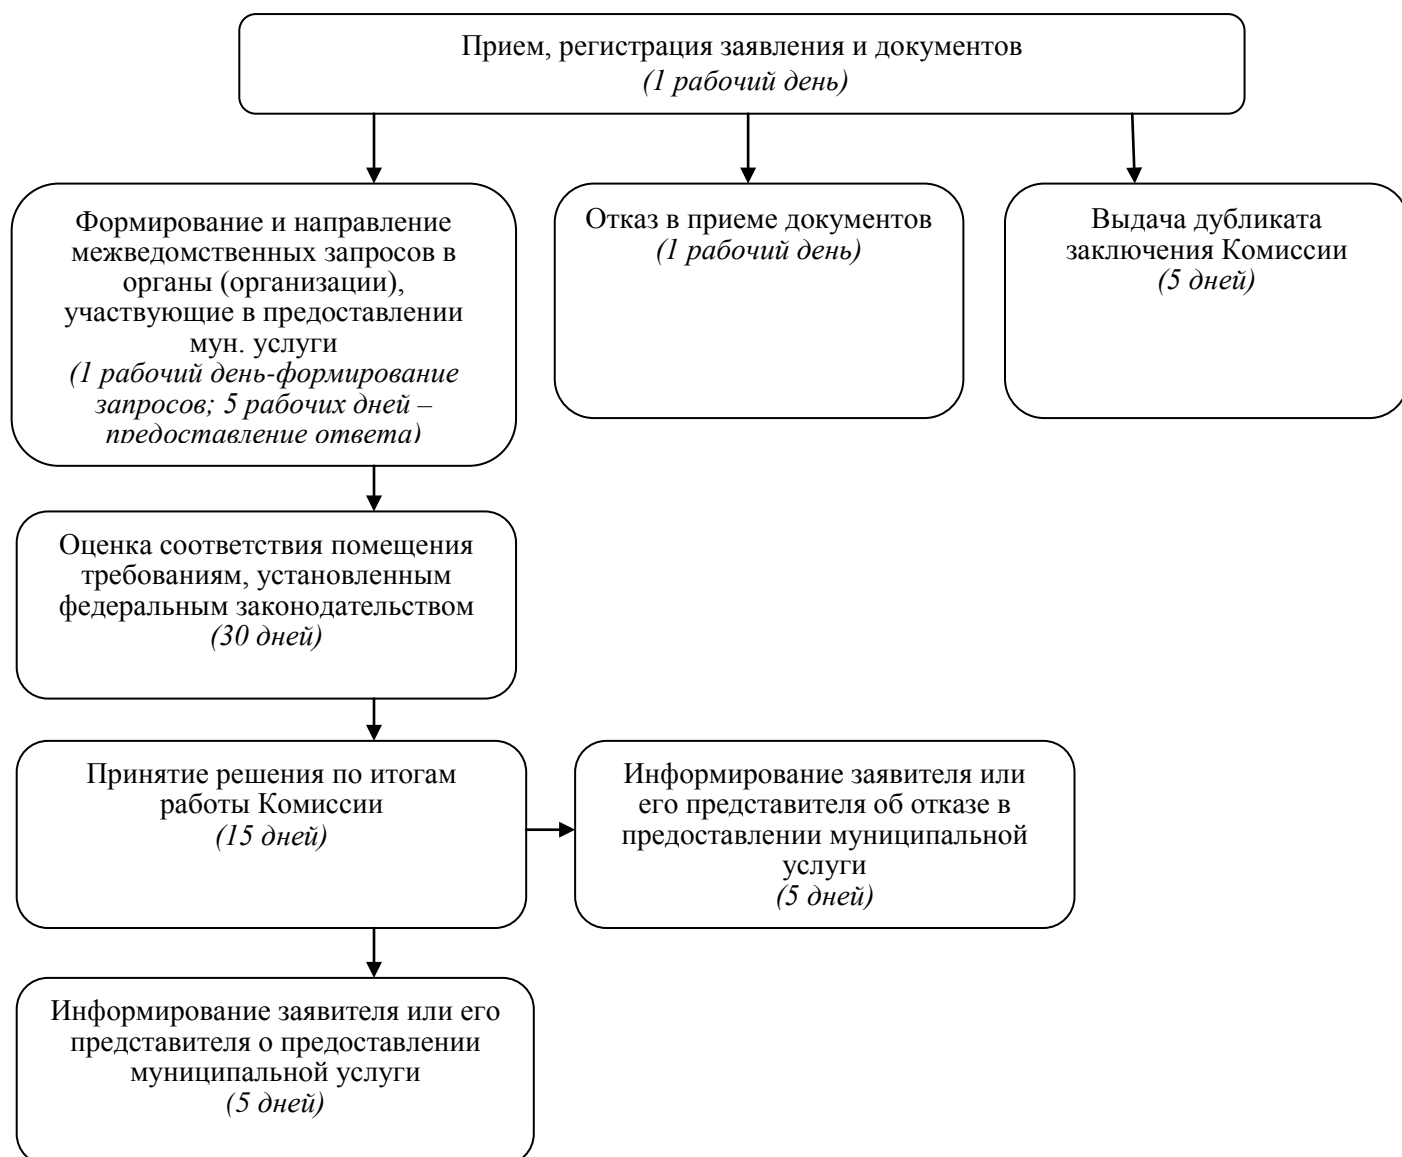 Прием, регистрация заявления и документов
(1 рабочий день)
Формирование и направление
межведомственных запросов в
органы (организации),
участвующие в предоставлении
мун. услуги
(1 рабочий день-формирование
запросов; 5 рабочих дней –
предоставление ответа)
Отказ в приеме документов
(1 рабочий день)
Выдача дубликата
заключения Комиссии
(5 дней)
Оценка соответствия помещения
требованиям, установленным
федеральным законодательством
(30 дней)
Принятие решения по итогам
работы Комиссии
(15 дней)
Информирование заявителя или
его представителя об отказе в
предоставлении муниципальной
услуги
(5 дней)
Информирование заявителя или его
представителя о предоставлении
муниципальной услуги
(5 дней)